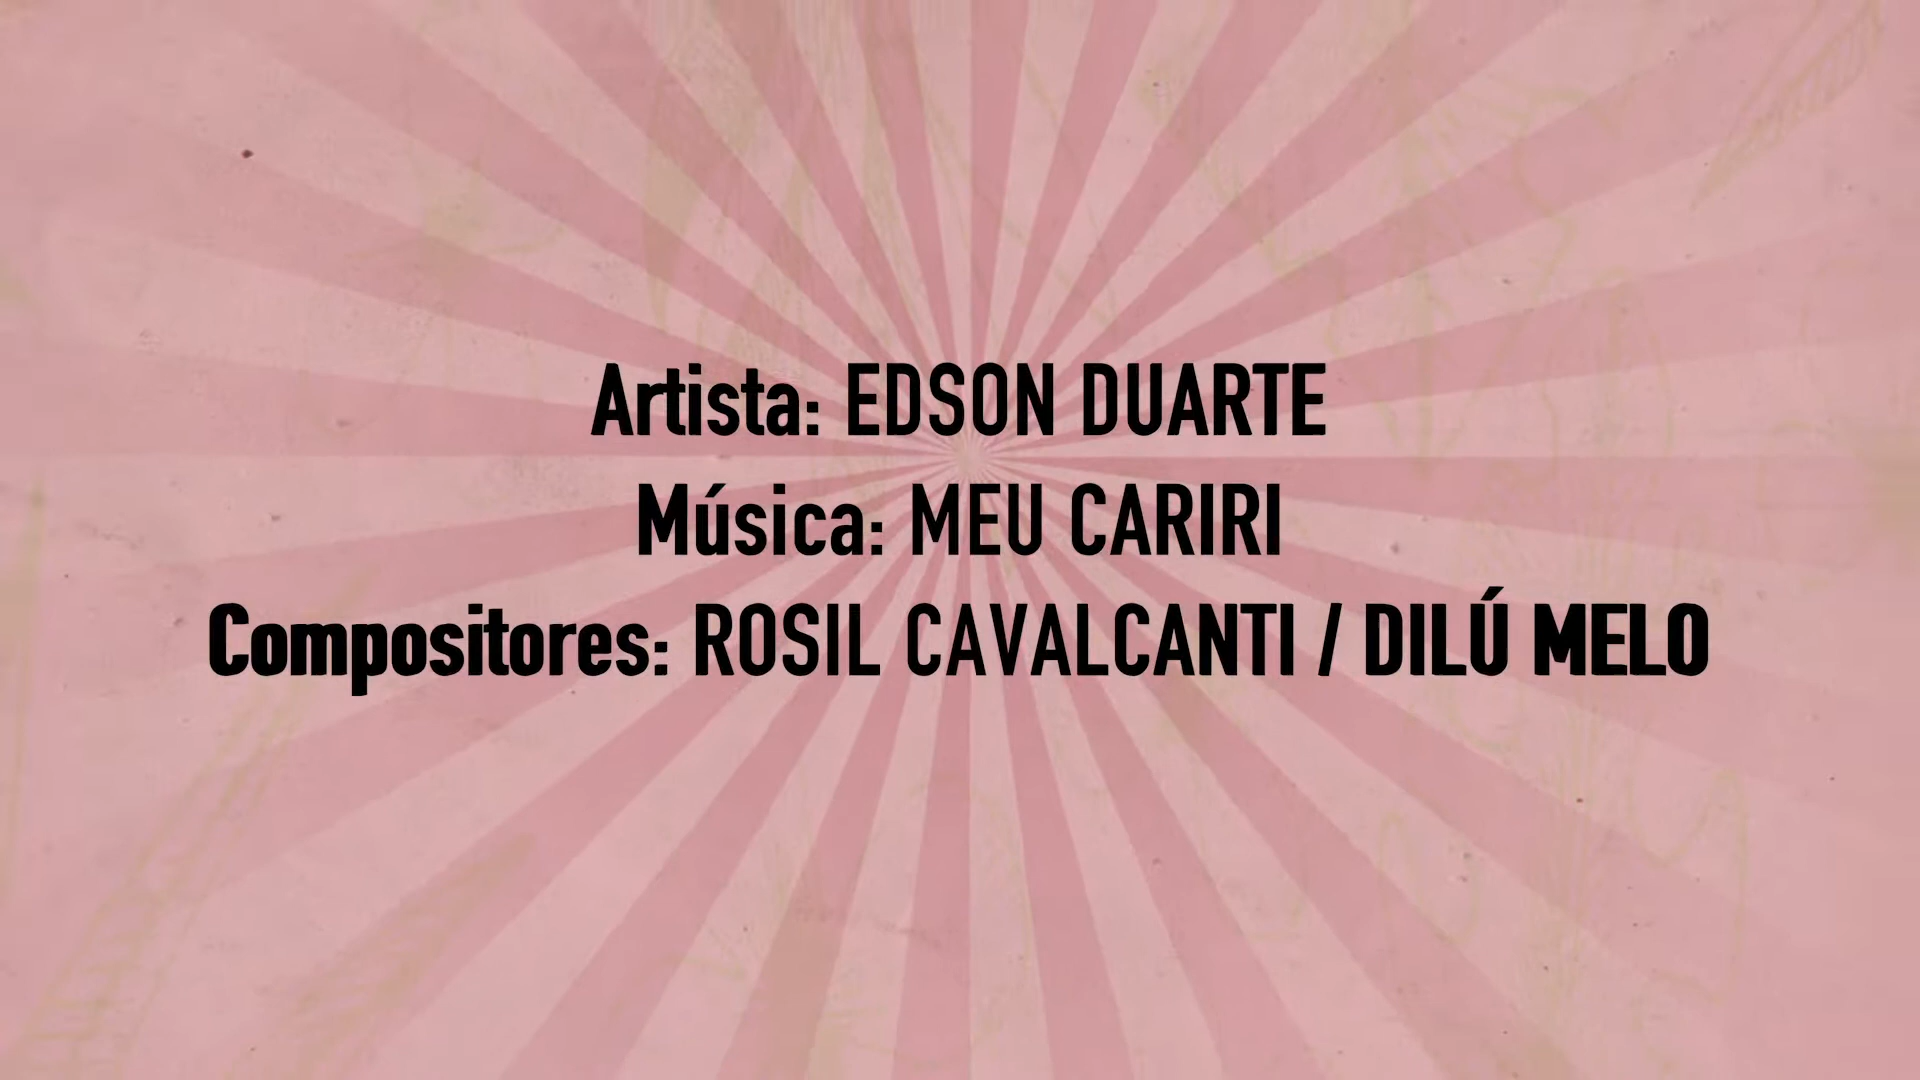 Artista: EDSON DUARTE
Música: MEU CARIRI
Compositores: ROSIL CAVALCANTI / DILÚ MELO